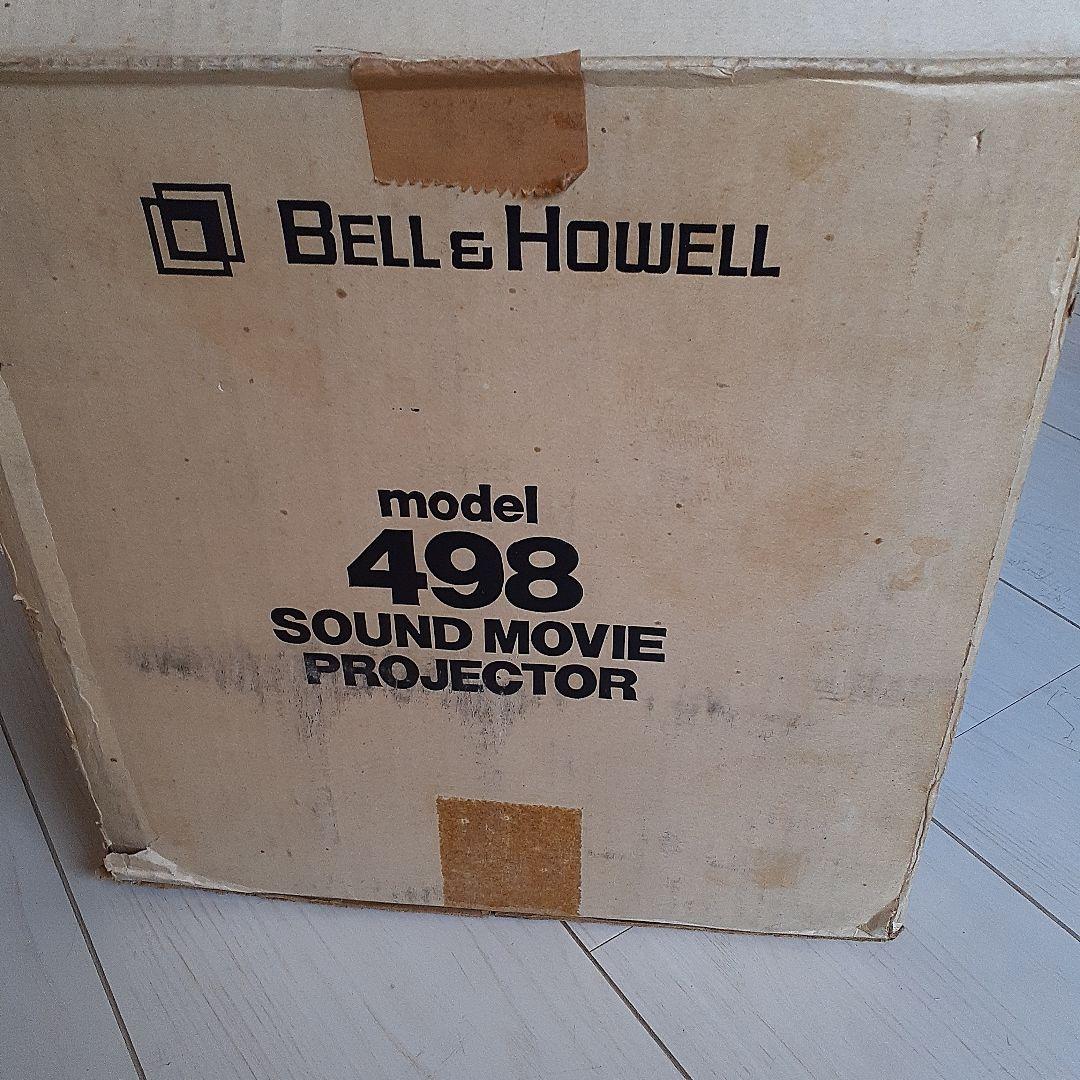 BELL & HOWELL
model
498
SOUND MOVIE
PROJECTOR